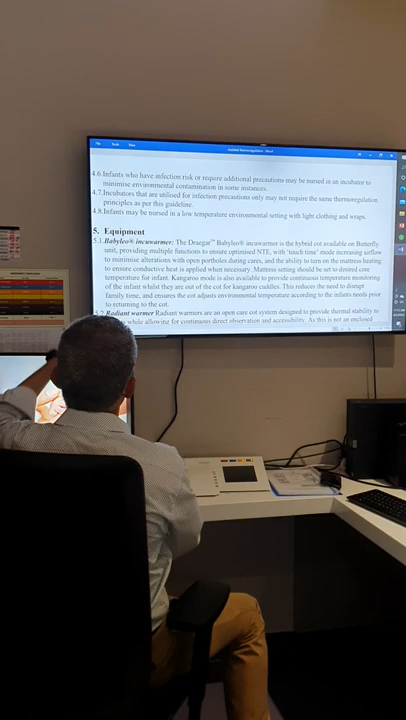 File Tools View
4.6.Infants who have infection risk or require additional precautions may be nursed in an incubator to
minimise environmental contamination in some instances.
4.7.Incubators that are utilised for infection precautions only may not require the same thermoregulation
principles as per this guideline.
4.8.Infants may be nursed in a low temperature environmental setting with light clothing and wraps.
5. Equipment
5.1 Babyleo® incuwarmer: The Draegar™ Babyleo® incuwarmer is the hybrid cot available on Butterfly
unit, providing multiple functions to ensure optimised NTE, with 'touch time' mode increasing airflow
to minimise alterations with open portholes during cares, and the ability to turn on the mattress heating
to ensure conductive heat is applied when necessary. Mattress setting should be set to desired core
temperature for infant. Kangaroo mode is also available to provide continuous temperature monitoring
of the infant whilst they are out of the cot for kangaroo cuddles. This reduces the need to disrupt
family time, and ensures the cot adjusts environmental temperature according to the infants needs prior
to returning to the cot.
5.2 Radiant warmer Radiant warmers are an open care cot system designed to provide thermal stability to
while allowing for continuous direct observation and accessibility. As this is not an enclosed